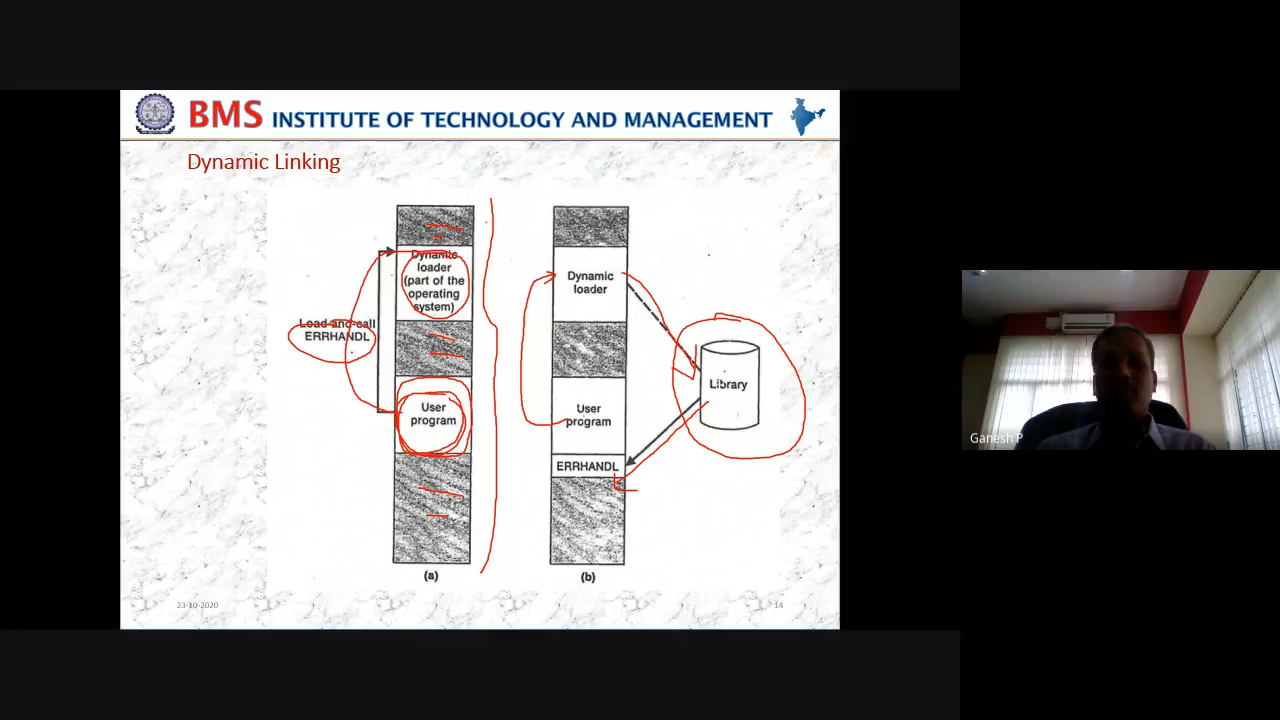 BMS INSTITUTE OF TECHNOLOGY AND MANAGEMENT
Dynamic Linking
Dynamic
loader
(part of the
operating
system)
Load-and-call
ERRHANDL
User
program
(a)
Dynamic
loader
Library
User
program
ERRHANDL
(b)
23-10-2020
14
Ganesh P